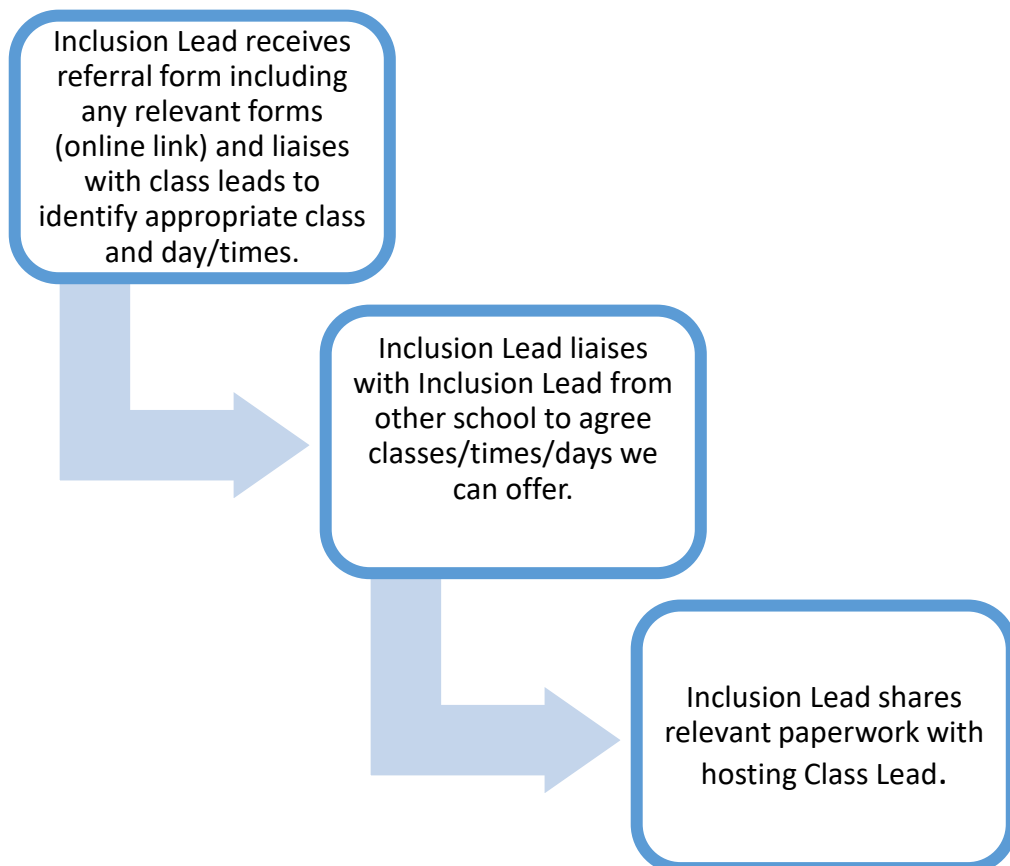 Inclusion Lead receives
referral form including
any relevant forms
(online link) and liaises
with class leads to
identify appropriate class
and day/times.
Inclusion Lead liaises
with Inclusion Lead from
other school to agree
classes/times/days we
can offer.
Inclusion Lead shares
relevant paperwork with
hosting Class Lead.